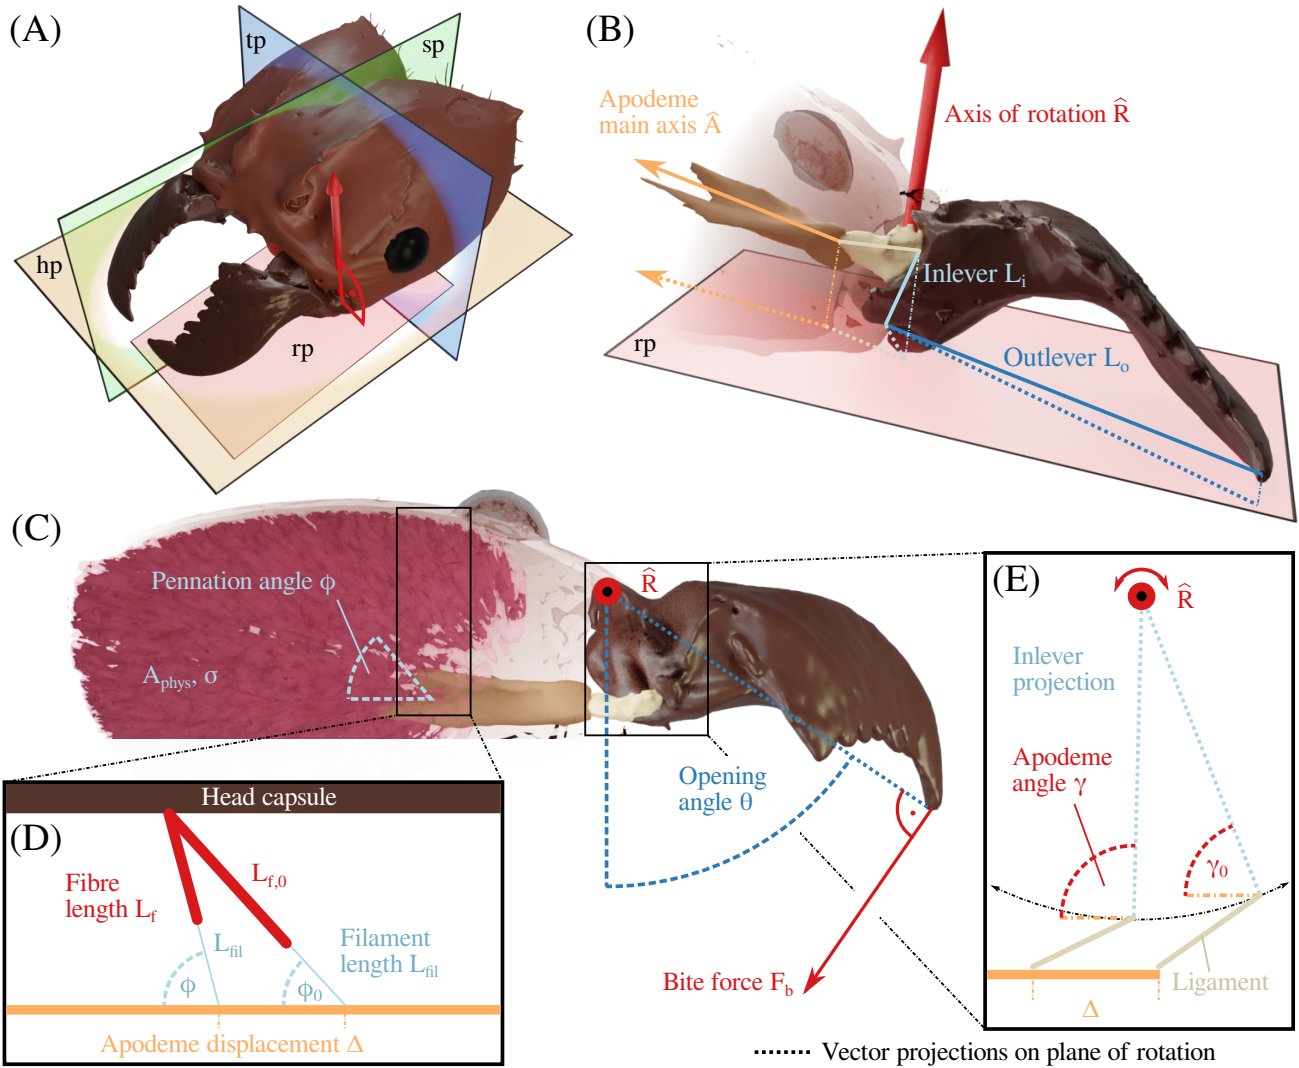 (A)
tp
sp
hp
rp
(B)
Apodeme
main axis Â
Axis of rotation R̂
Inlever Lᵢ
rp
Outlever Lₒ
(C)
Pennation angle ϕ
A_phys, σ
R̂
Opening
angle θ
Bite force F_b
(D)
Head capsule
Fibre
length L_f
L_f,0
L_fil
Filament
length L_fil
ϕ
ϕ₀
Apodeme displacement Δ
(E)
R̂
Inlever
projection
Apodeme
angle γ
γ₀
Ligament
Δ
Vector projections on plane of rotation